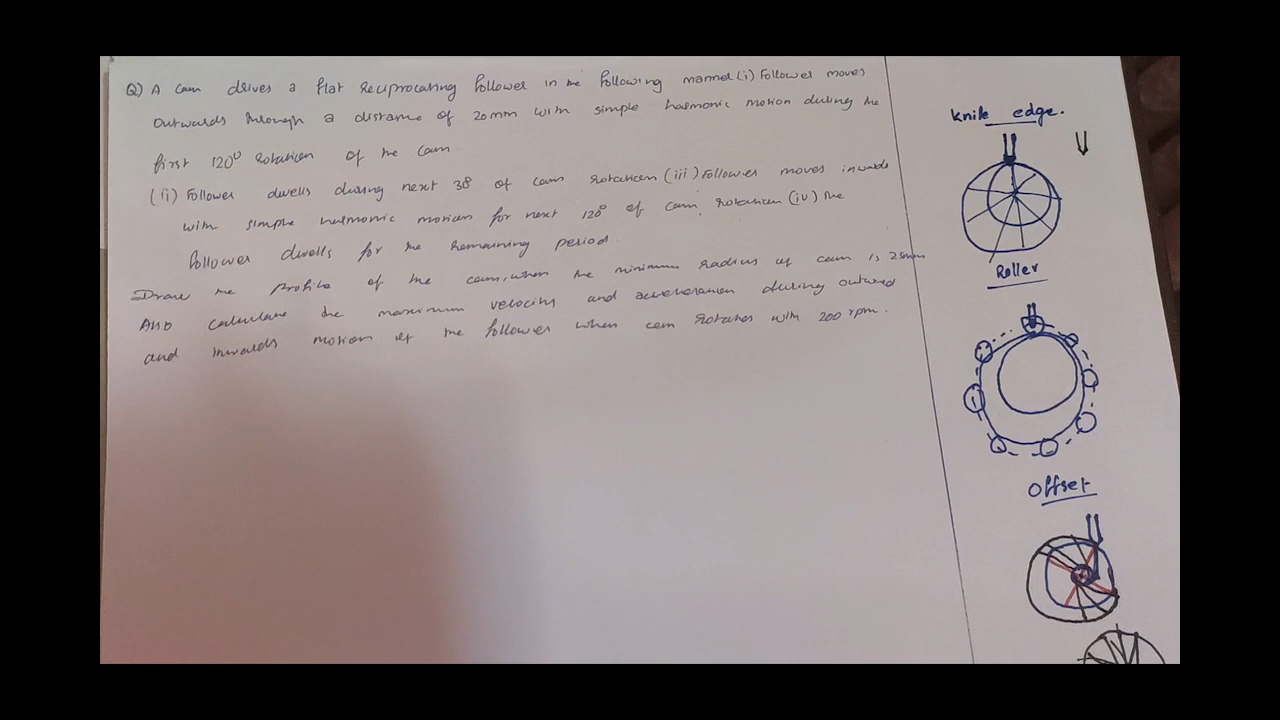 Q) A cam drives a flat reciprocating follower in the following manner (i) Follower moves
outwards through a distance of 20mm with simple harmonic motion during the
first 120° rotation of the cam
(ii) Follower dwells during next 30° of cam rotation (iii) Follower moves inwards
with simple harmonic motion for next 120° of cam rotation (iv) The
follower dwells for the remaining period.
Draw the profile of the cam, when the minimum radius of cam is 25mm
Also calculate the maximum velocity and acceleration during outward
and inwards motion of the follower when cam rotates with 200 rpm.
Knife edge.
Roller
Offset